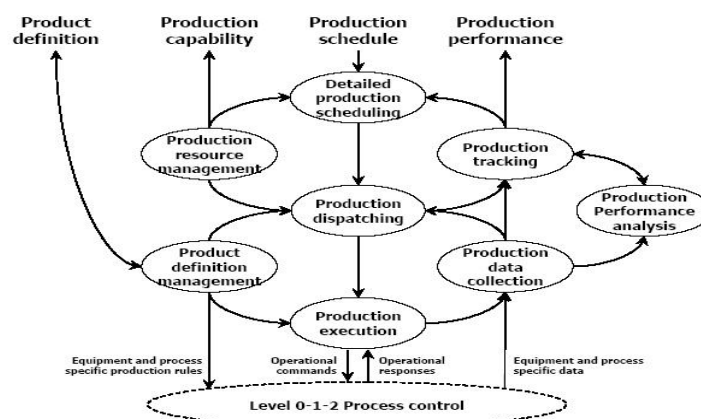 Product
definition
Production
capability
Production
schedule
Production
performance
Detailed
production
scheduling
Production
resource
management
Production
tracking
Production
dispatching
Production
Performance
analysis
Product
definition
management
Production
data
collection
Production
execution
Equipment and process
specific production rules
Operational
commands
Operational
responses
Equipment and process
specific data
Level 0-1-2 Process control